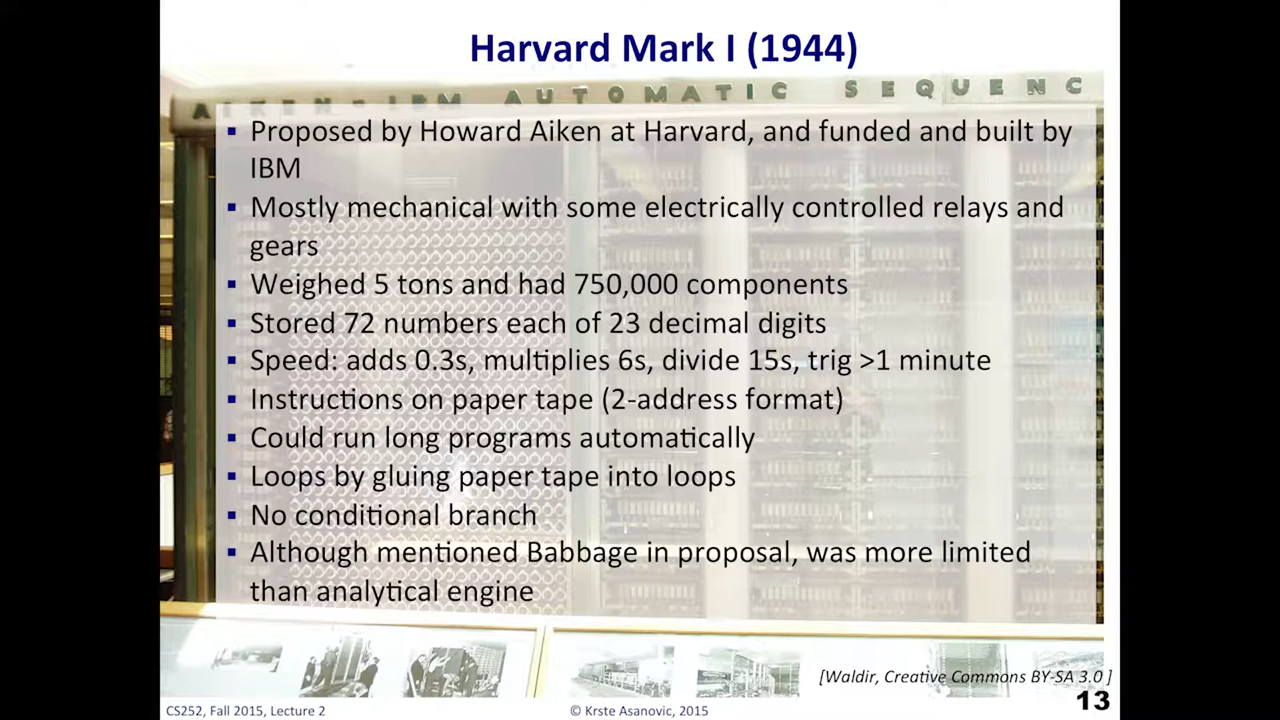 Harvard Mark I (1944)
AIKEN-IBM AUTOMATIC SEQUENC
▪ Proposed by Howard Aiken at Harvard, and funded and built by
IBM
▪ Mostly mechanical with some electrically controlled relays and
gears
▪ Weighed 5 tons and had 750,000 components
▪ Stored 72 numbers each of 23 decimal digits
▪ Speed: adds 0.3s, multiplies 6s, divide 15s, trig >1 minute
▪ Instructions on paper tape (2-address format)
▪ Could run long programs automatically
▪ Loops by gluing paper tape into loops
▪ No conditional branch
▪ Although mentioned Babbage in proposal, was more limited
than analytical engine
[Waldir, Creative Commons BY-SA 3.0 ]
CS252, Fall 2015, Lecture 2
© Krste Asanovic, 2015
13